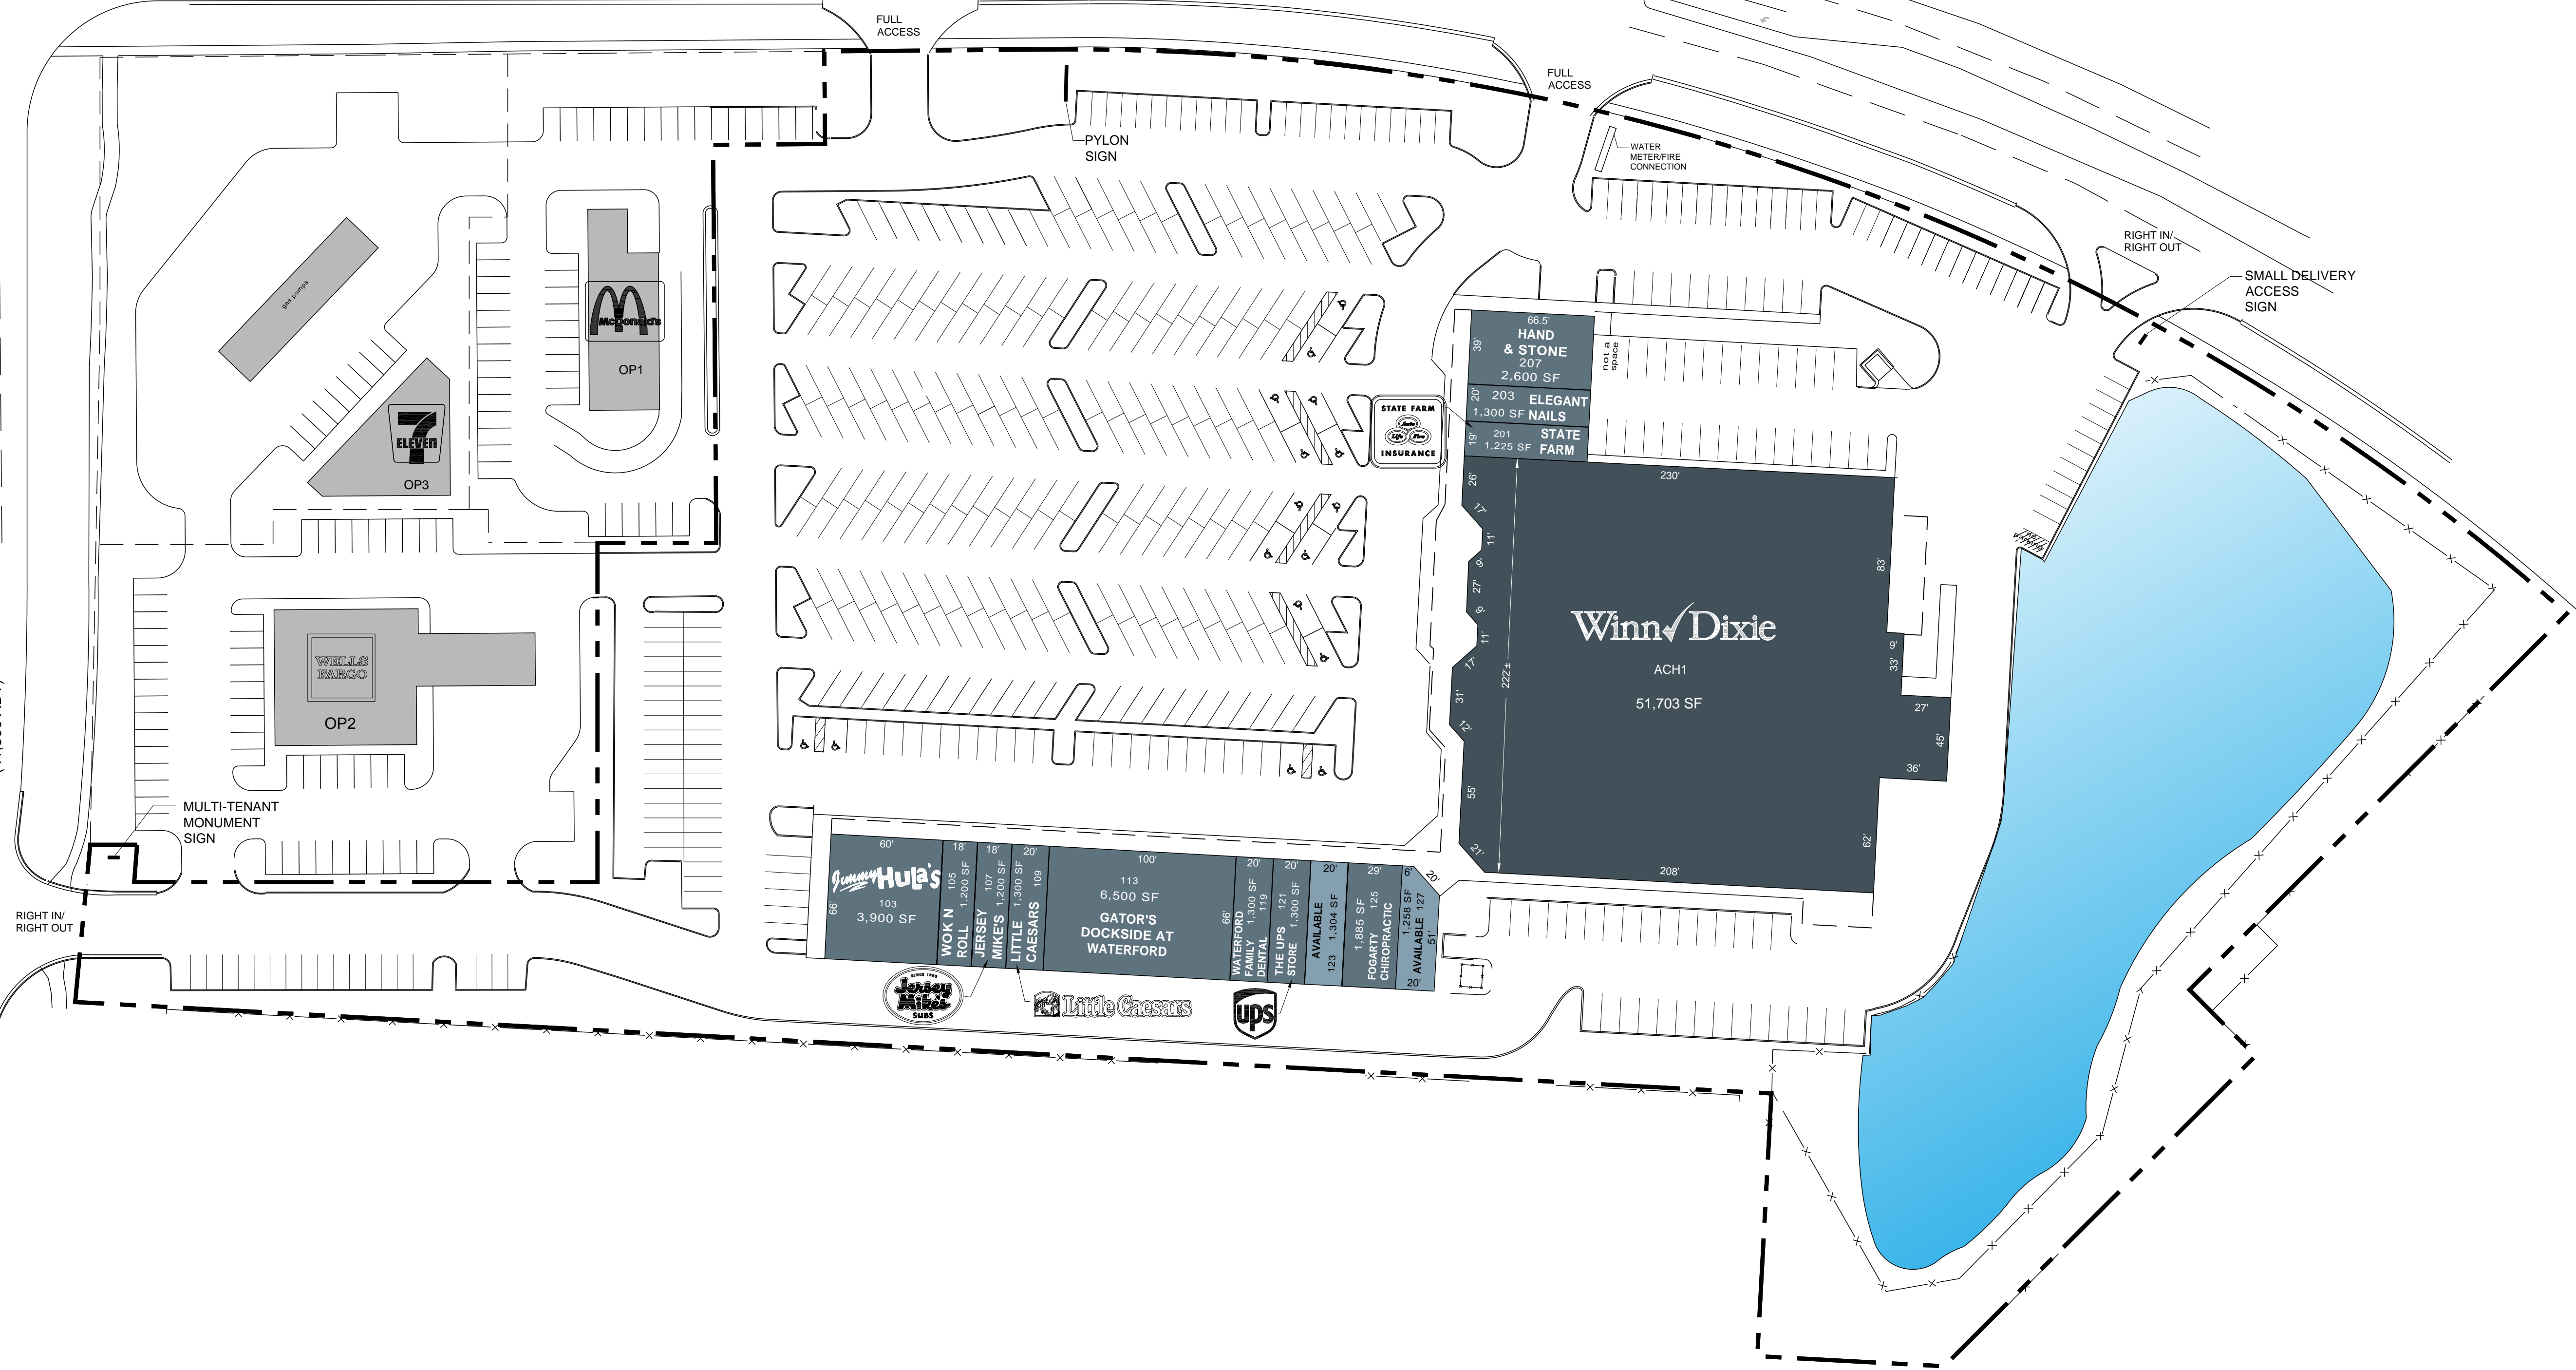 FULL
ACCESS
FULL
ACCESS
PYLON
SIGN
WATER
METER/FIRE
CONNECTION
RIGHT IN/
RIGHT OUT
SMALL DELIVERY
ACCESS
SIGN
gas pumps
McDonald's
OP1
7
ELEVEN
OP3
WELLS
FARGO
OP2
MULTI-TENANT
MONUMENT
SIGN
RIGHT IN/
RIGHT OUT
STATE FARM
Auto
Life Fire
INSURANCE
66.5'
39'
HAND
& STONE
207
2,600 SF
not a
space
20'
203 ELEGANT
1,300 SF NAILS
19'
201 STATE
1,225 SF FARM
230'
26'
17'
11'
9'
27'
9'
11'
17'
31'
12'
55'
21'
222'±
Winn Dixie
ACH1
51,703 SF
83'
9'
33'
27'
45'
36'
62'
208'
60'
66'
Jimmy Hula's
103
3,900 SF
18'
WOK N
ROLL
105
1,200 SF
18'
JERSEY
MIKE'S
107
1,200 SF
20'
LITTLE
CAESARS
1,300 SF
109
100'
113
6,500 SF
GATOR'S
DOCKSIDE AT
WATERFORD
66'
20'
WATERFORD
FAMILY
DENTAL
1,300 SF
119
20'
THE UPS
STORE
121
1,300 SF
20'
AVAILABLE
123 1,304 SF
29'
1,885 SF
125
FOGARTY
CHIROPRACTIC
6'
20'
1,258 SF
AVAILABLE 127
51'
20'
SINCE 1956
Jersey
Mike's
SUBS
Little Caesars
ups